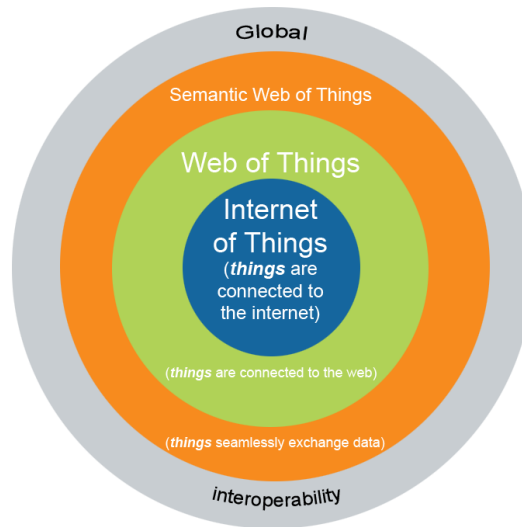 Global
Semantic Web of Things
Web of Things
Internet
of Things
(things are
connected to
the internet)
(things are connected to the web)
(things seamlessly exchange data)
interoperability